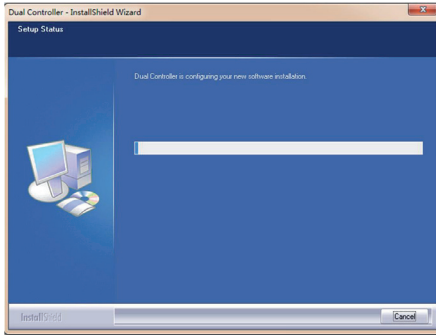 Dual Controller - InstallShield Wizard
Setup Status
Dual Controller is configuring your new software installation.
InstallShield
Cancel